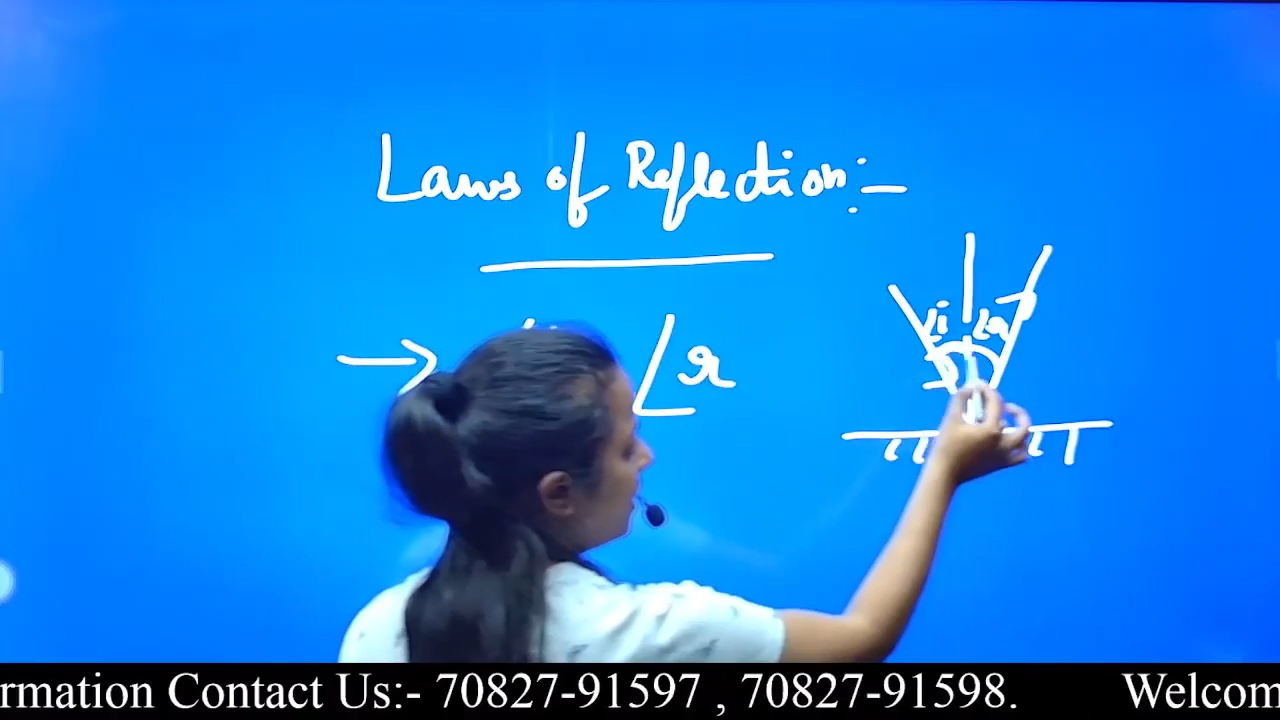 Laws of Reflection:-
∠i ∠r
→ ∠r
rmation Contact Us:- 70827-91597 , 70827-91598. Welcom